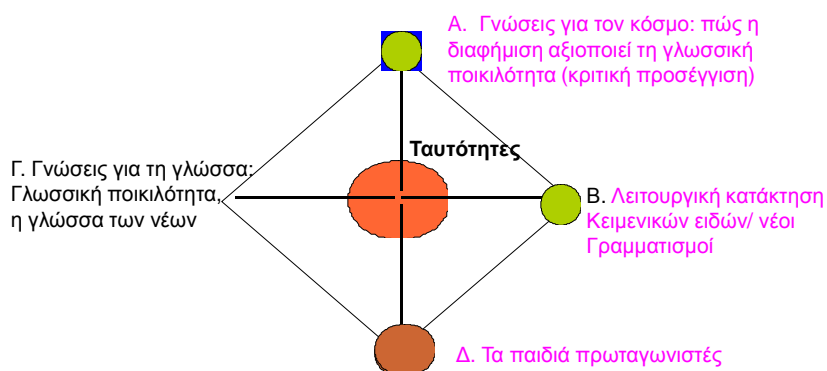 Α. Γνώσεις για τον κόσμο: πώς η
διαφήμιση αξιοποιεί τη γλωσσική
ποικιλότητα (κριτική προσέγγιση)
Ταυτότητες
Γ. Γνώσεις για τη γλώσσα:
Γλωσσική ποικιλότητα,
η γλώσσα των νέων
Β. Λειτουργική κατάκτηση
Κειμενικών ειδών/ νέοι
Γραμματισμοί
Δ. Τα παιδιά πρωταγωνιστές